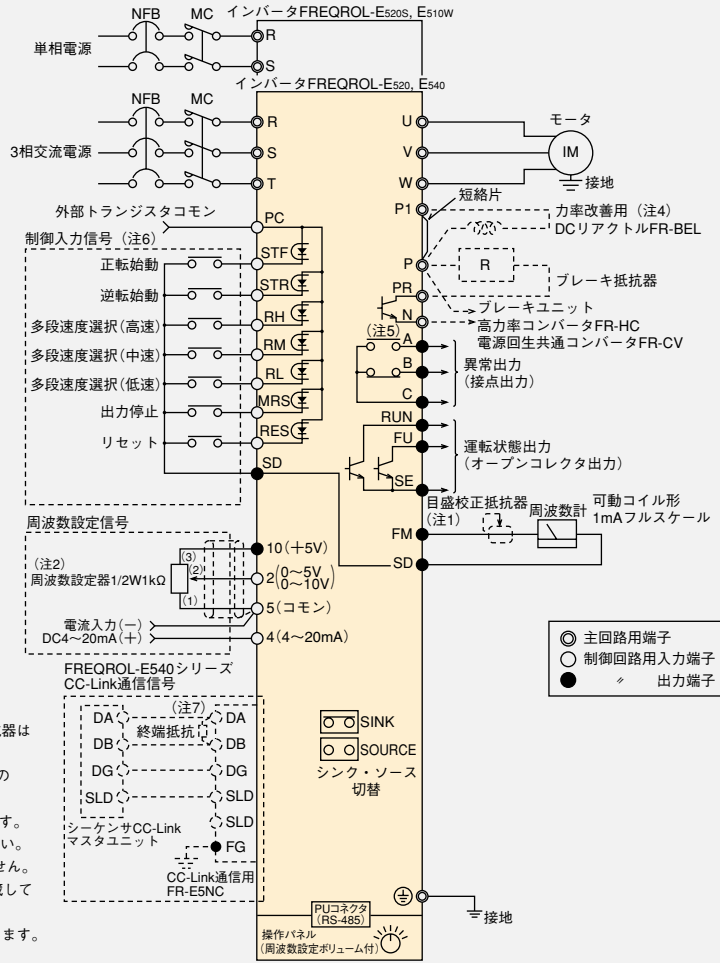 インバータFREQROL-E520S, E510W
NFB
MC
単相電源
R
S
インバータFREQROL-E520, E540
NFB
MC
3相交流電源
R
S
T
U
V
W
モータ
IM
接地
短絡片
P1
力率改善用（注4）
DCリアクトルFR-BEL
P
R
ブレーキ抵抗器
PR
N
ブレーキユニット
高力率コンバータFR-HC
電源回生共通コンバータFR-CV
外部トランジスタコモン
PC
制御入力信号（注6）
正転始動
STF
逆転始動
STR
多段速度選択（高速）
RH
多段速度選択（中速）
RM
多段速度選択（低速）
RL
出力停止
MRS
リセット
RES
SD
（注5）
A
B
C
異常出力
（接点出力）
RUN
FU
SE
運転状態出力
（オープンコレクタ出力）
目盛校正抵抗器
（注1）
周波数計
可動コイル形
1mAフルスケール
FM
SD
周波数設定信号
（注2）
周波数設定器1/2W1kΩ
(3)
(2)
(1)
10（＋5V）
2（0〜5V
0〜10V）
5（コモン）
電流入力（−）
DC4〜20mA（＋）
4（4〜20mA）
◎ 主回路用端子
○ 制御回路用入力端子
● 〃 出力端子
FREQROL-E540シリーズ
CC-Link通信信号
（注7）
DA
終端抵抗
DA
DB
DB
DG
DG
SLD
SLD
SLD
FG
シーケンサCC-Link
マスタユニット
CC-Link通信用
FR-E5NC
SINK
SOURCE
シンク・ソース
切替
PUコネクタ
（RS-485）
操作パネル
（周波数設定ボリューム付）
接地
器は
の
す。
い。
せん。
して
ます。